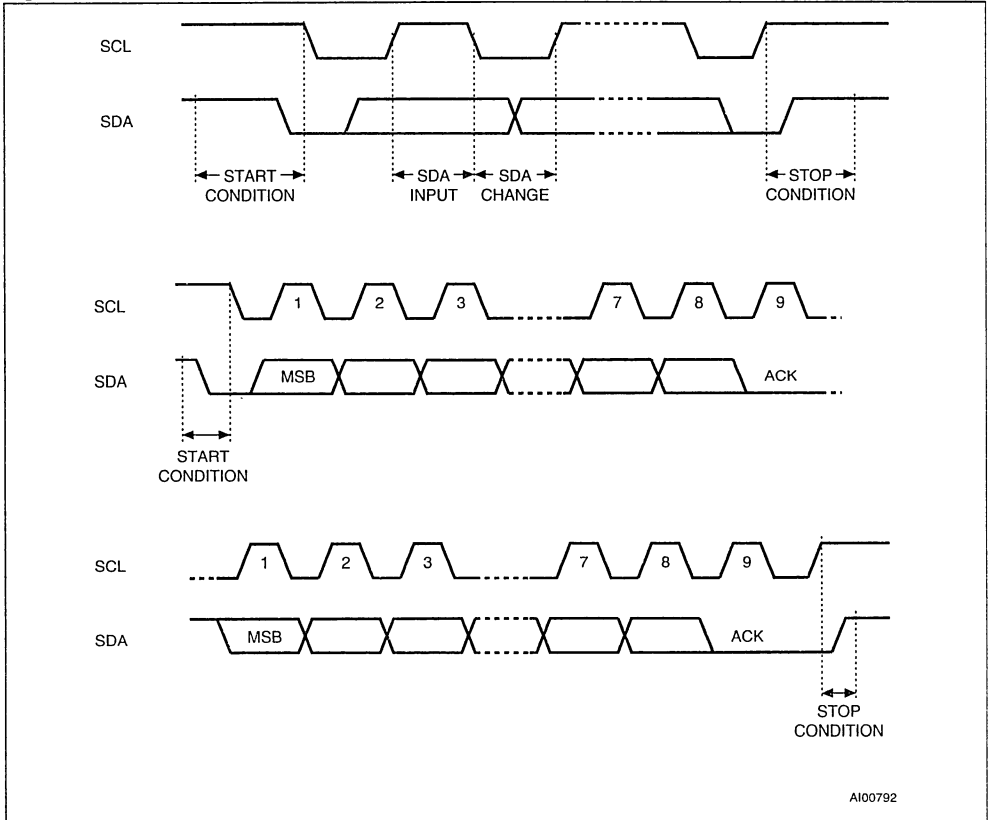 SCL
SDA
START
CONDITION
SDA
INPUT
SDA
CHANGE
STOP
CONDITION
SCL
1 2 3 7 8 9
SDA
MSB ACK
START
CONDITION
SCL
1 2 3 7 8 9
SDA
MSB ACK
STOP
CONDITION
AI00792